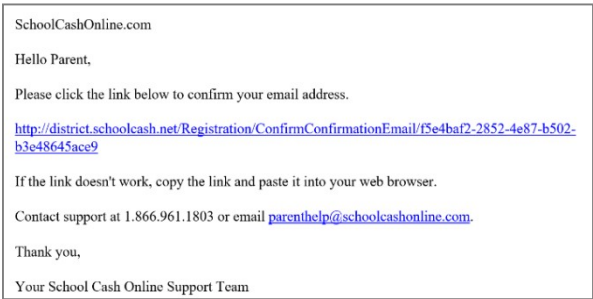 SchoolCashOnline.com
Hello Parent,
Please click the link below to confirm your email address.
http://district.schoolcash.net/Registration/ConfirmConfirmationEmail/f5e4baf2-2852-4e87-b502-
b3e48645ace9
If the link doesn't work, copy the link and paste it into your web browser.
Contact support at 1.866.961.1803 or email parenthelp@schoolcashonline.com.
Thank you,
Your School Cash Online Support Team